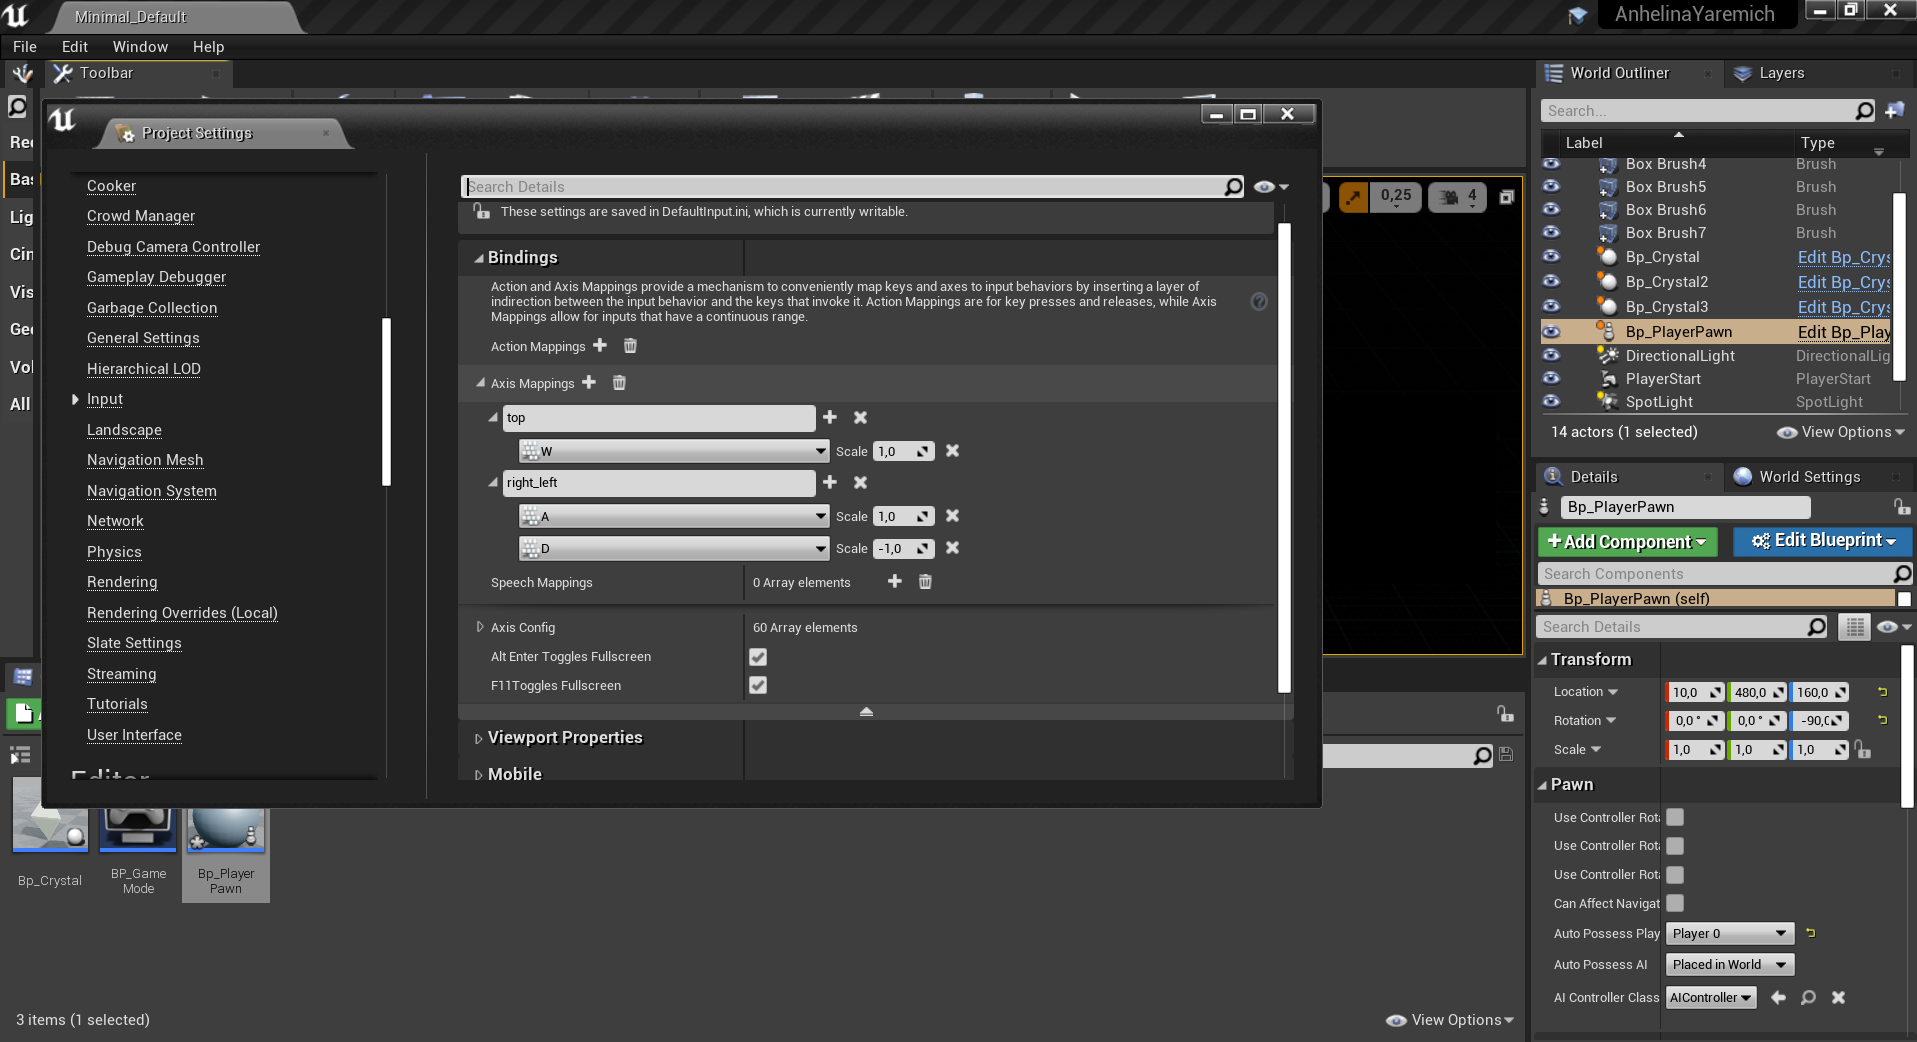 Minimal_Default
AnhelinaYaremich
File Edit Window Help
Toolbar
World Outliner
Layers
Project Settings
Search...
Label Type
Box Brush4 Brush
Box Brush5 Brush
Box Brush6 Brush
Box Brush7 Brush
Bp_Crystal Edit Bp_Crys
Bp_Crystal2 Edit Bp_Crys
Bp_Crystal3 Edit Bp_Crys
Bp_PlayerPawn Edit Bp_Play
DirectionalLight DirectionalLig
PlayerStart PlayerStart
SpotLight SpotLight
14 actors (1 selected) View Options
Rec
Bas
Lig
Cin
Vis
Geo
Vol
All
Cooker
Crowd Manager
Debug Camera Controller
Gameplay Debugger
Garbage Collection
General Settings
Hierarchical LOD
Input
Landscape
Navigation Mesh
Navigation System
Network
Physics
Rendering
Rendering Overrides (Local)
Slate Settings
Streaming
Tutorials
User Interface
Editor
Search Details
These settings are saved in DefaultInput.ini, which is currently writable.
Bindings
Action and Axis Mappings provide a mechanism to conveniently map keys and axes to input behaviors by inserting a layer of
indirection between the input behavior and the keys that invoke it. Action Mappings are for key presses and releases, while Axis
Mappings allow for inputs that have a continuous range.
Action Mappings
Axis Mappings
top
W Scale 1,0
right_left
A Scale 1,0
D Scale -1,0
Speech Mappings 0 Array elements
Axis Config 60 Array elements
Alt Enter Toggles Fullscreen
F11Toggles Fullscreen
Viewport Properties
Mobile
0,25 4
Details
World Settings
Bp_PlayerPawn
Add Component
Edit Blueprint
Search Components
Bp_PlayerPawn (self)
Search Details
Transform
Location 10,0 480,0 160,0
Rotation 0,0 ° 0,0 ° -90,0
Scale 1,0 1,0 1,0
Pawn
Use Controller Rota
Use Controller Rota
Use Controller Rota
Can Affect Navigat
Auto Possess Play Player 0
Auto Possess AI Placed in World
AI Controller Class AIController
Bp_Crystal
BP_Game
Mode
Bp_Player
Pawn
3 items (1 selected)
View Options